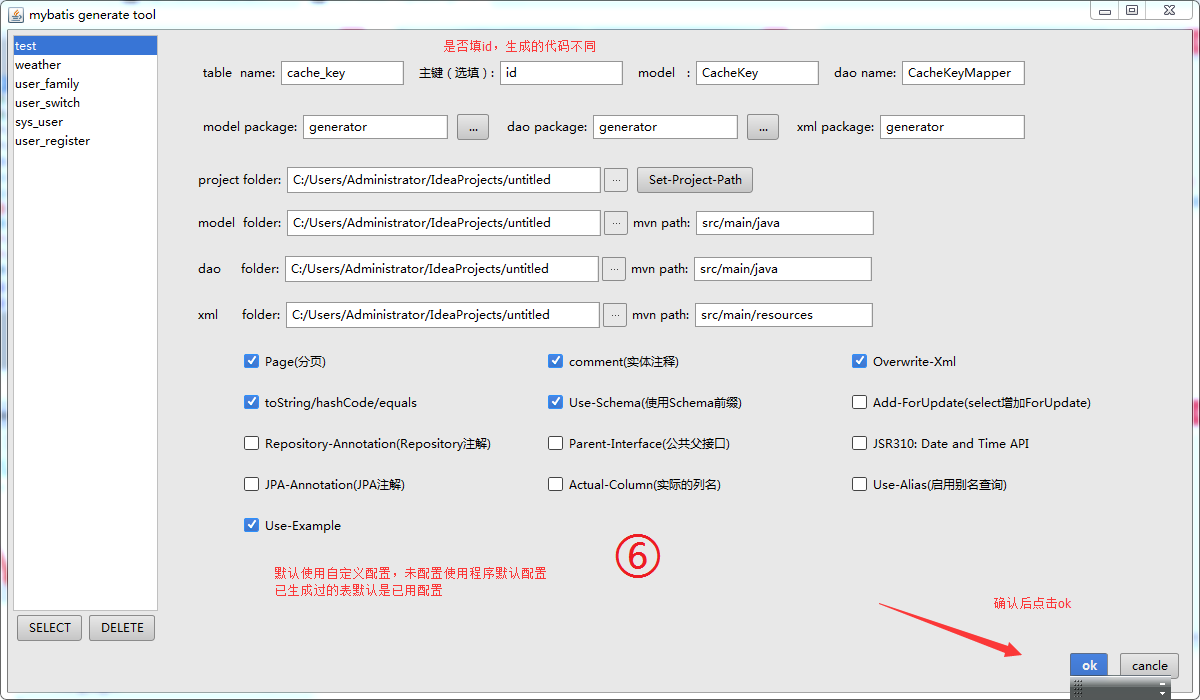 mybatis generate tool
test
weather
user_family
user_switch
sys_user
user_register
SELECT DELETE
是否填id，生成的代码不同
table name: cache_key 主键（选填）: id model : CacheKey dao name: CacheKeyMapper
model package: generator ... dao package: generator ... xml package: generator
project folder: C:/Users/Administrator/IdeaProjects/untitled ... Set-Project-Path
model folder: C:/Users/Administrator/IdeaProjects/untitled ... mvn path: src/main/java
dao folder: C:/Users/Administrator/IdeaProjects/untitled ... mvn path: src/main/java
xml folder: C:/Users/Administrator/IdeaProjects/untitled ... mvn path: src/main/resources
Page(分页) comment(实体注释) Overwrite-Xml
toString/hashCode/equals Use-Schema(使用Schema前缀) Add-ForUpdate(select增加ForUpdate)
Repository-Annotation(Repository注解) Parent-Interface(公共父接口) JSR310: Date and Time API
JPA-Annotation(JPA注解) Actual-Column(实际的列名) Use-Alias(启用别名查询)
Use-Example
⑥
默认使用自定义配置，未配置使用程序默认配置
已生成过的表默认是已用配置
确认后点击ok
ok cancle